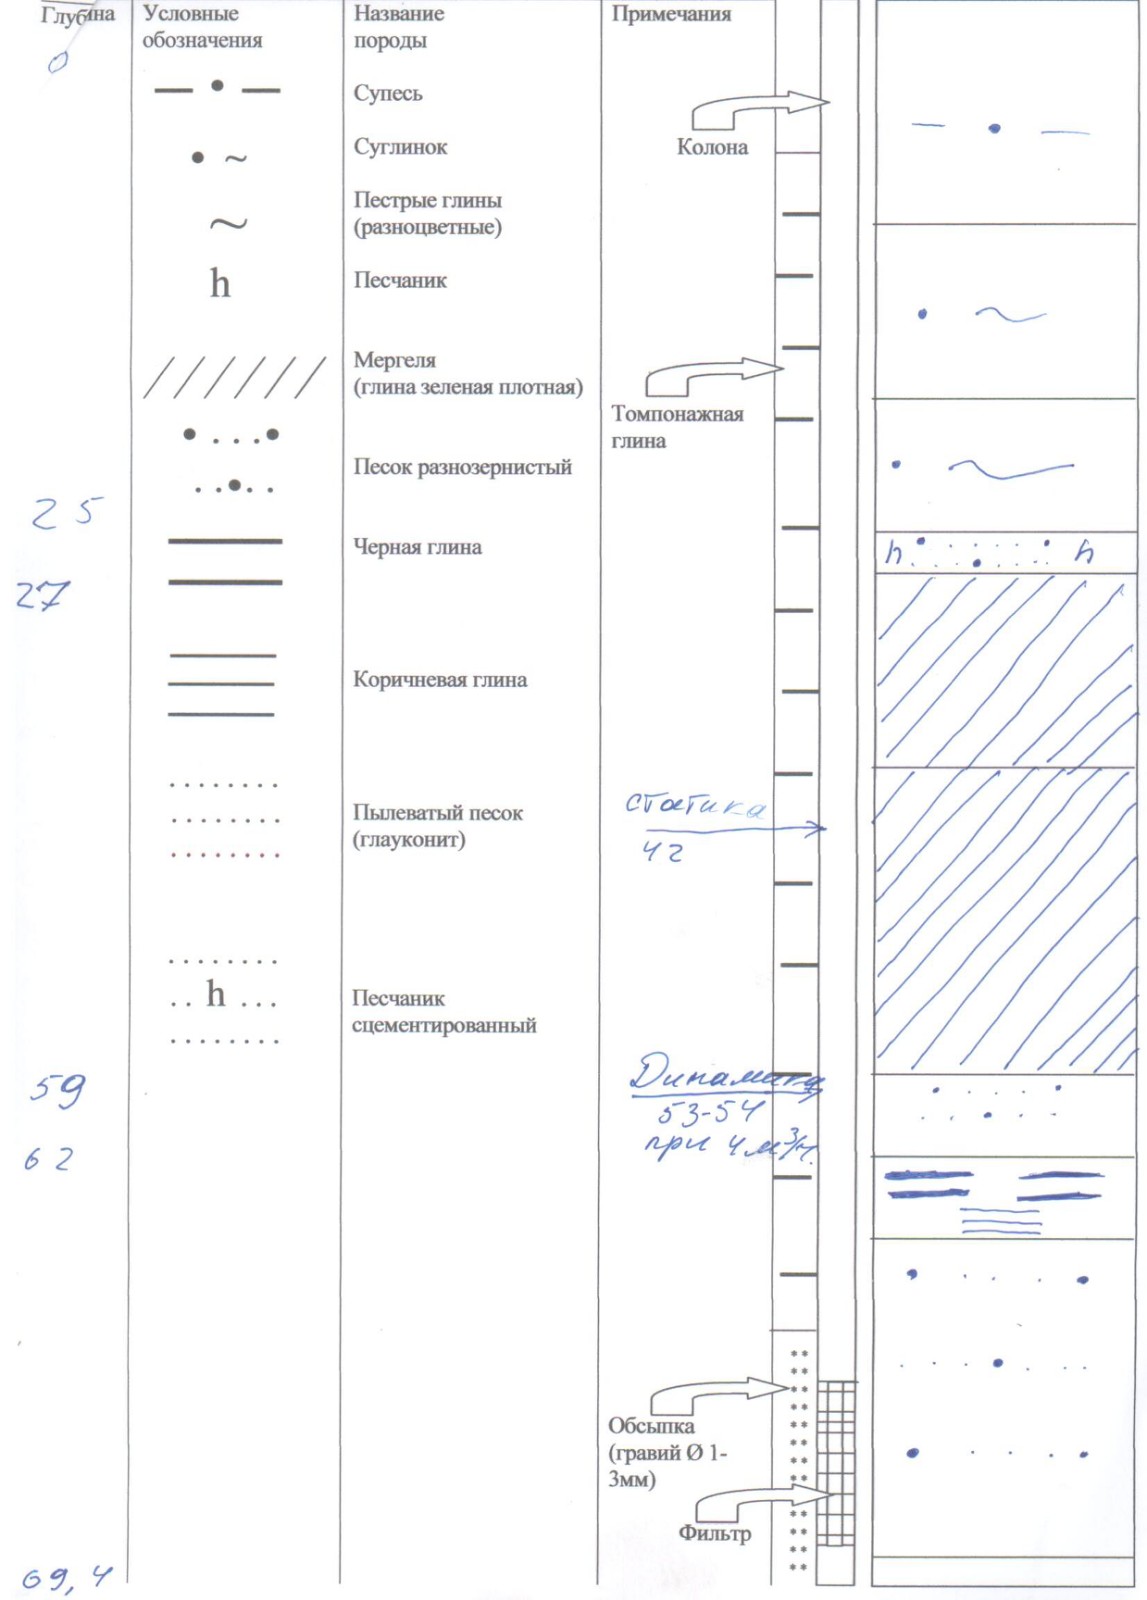 Глубина
0
25
27
59
62
69,4
Условные
обозначения
h
h
Название
породы
Супесь
Суглинок
Пестрые глины
(разноцветные)
Песчаник
Мергеля
(глина зеленая плотная)
Песок разнозернистый
Черная глина
Коричневая глина
Пылеватый песок
(глауконит)
Песчаник
сцементированный
Примечания
Колона
Томпонажная
глина
статика
42
Динамика
53-54
при 4 м³/ч.
Обсыпка
(гравий Ø 1-
3мм)
Фильтр
h h